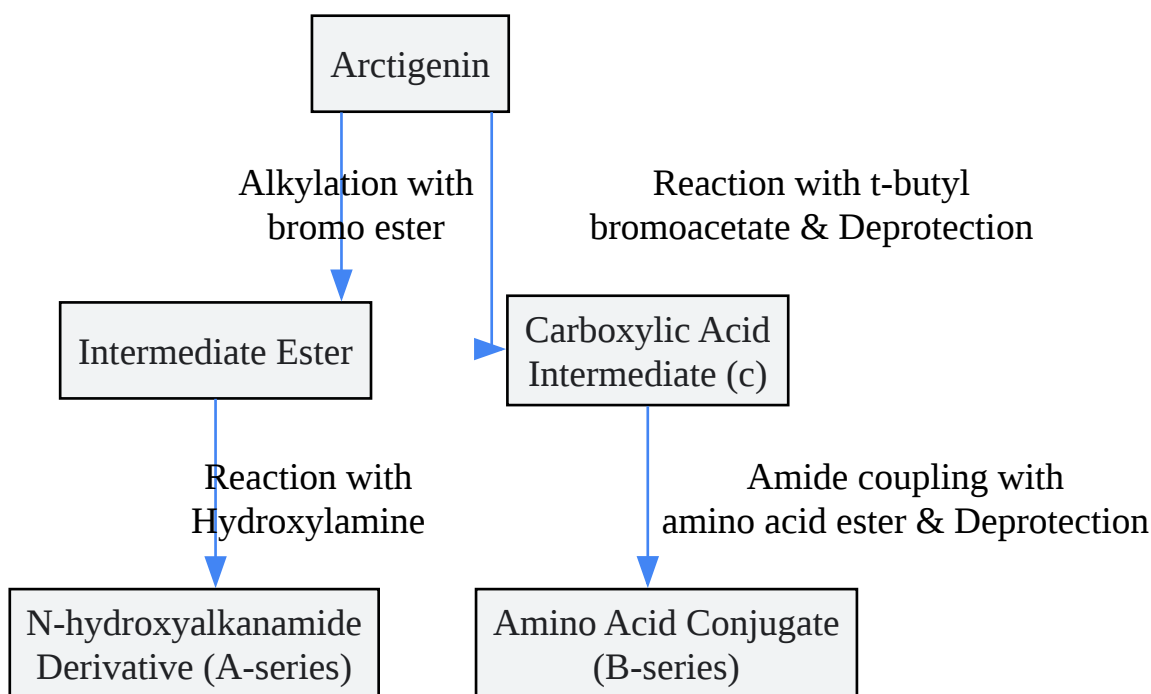 Arctigenin
Alkylation with
bromo ester
Reaction with t-butyl
bromoacetate & Deprotection
Intermediate Ester
Carboxylic Acid
Intermediate (c)
Reaction with
Hydroxylamine
Amide coupling with
amino acid ester & Deprotection
N-hydroxyalkanamide
Derivative (A-series)
Amino Acid Conjugate
(B-series)